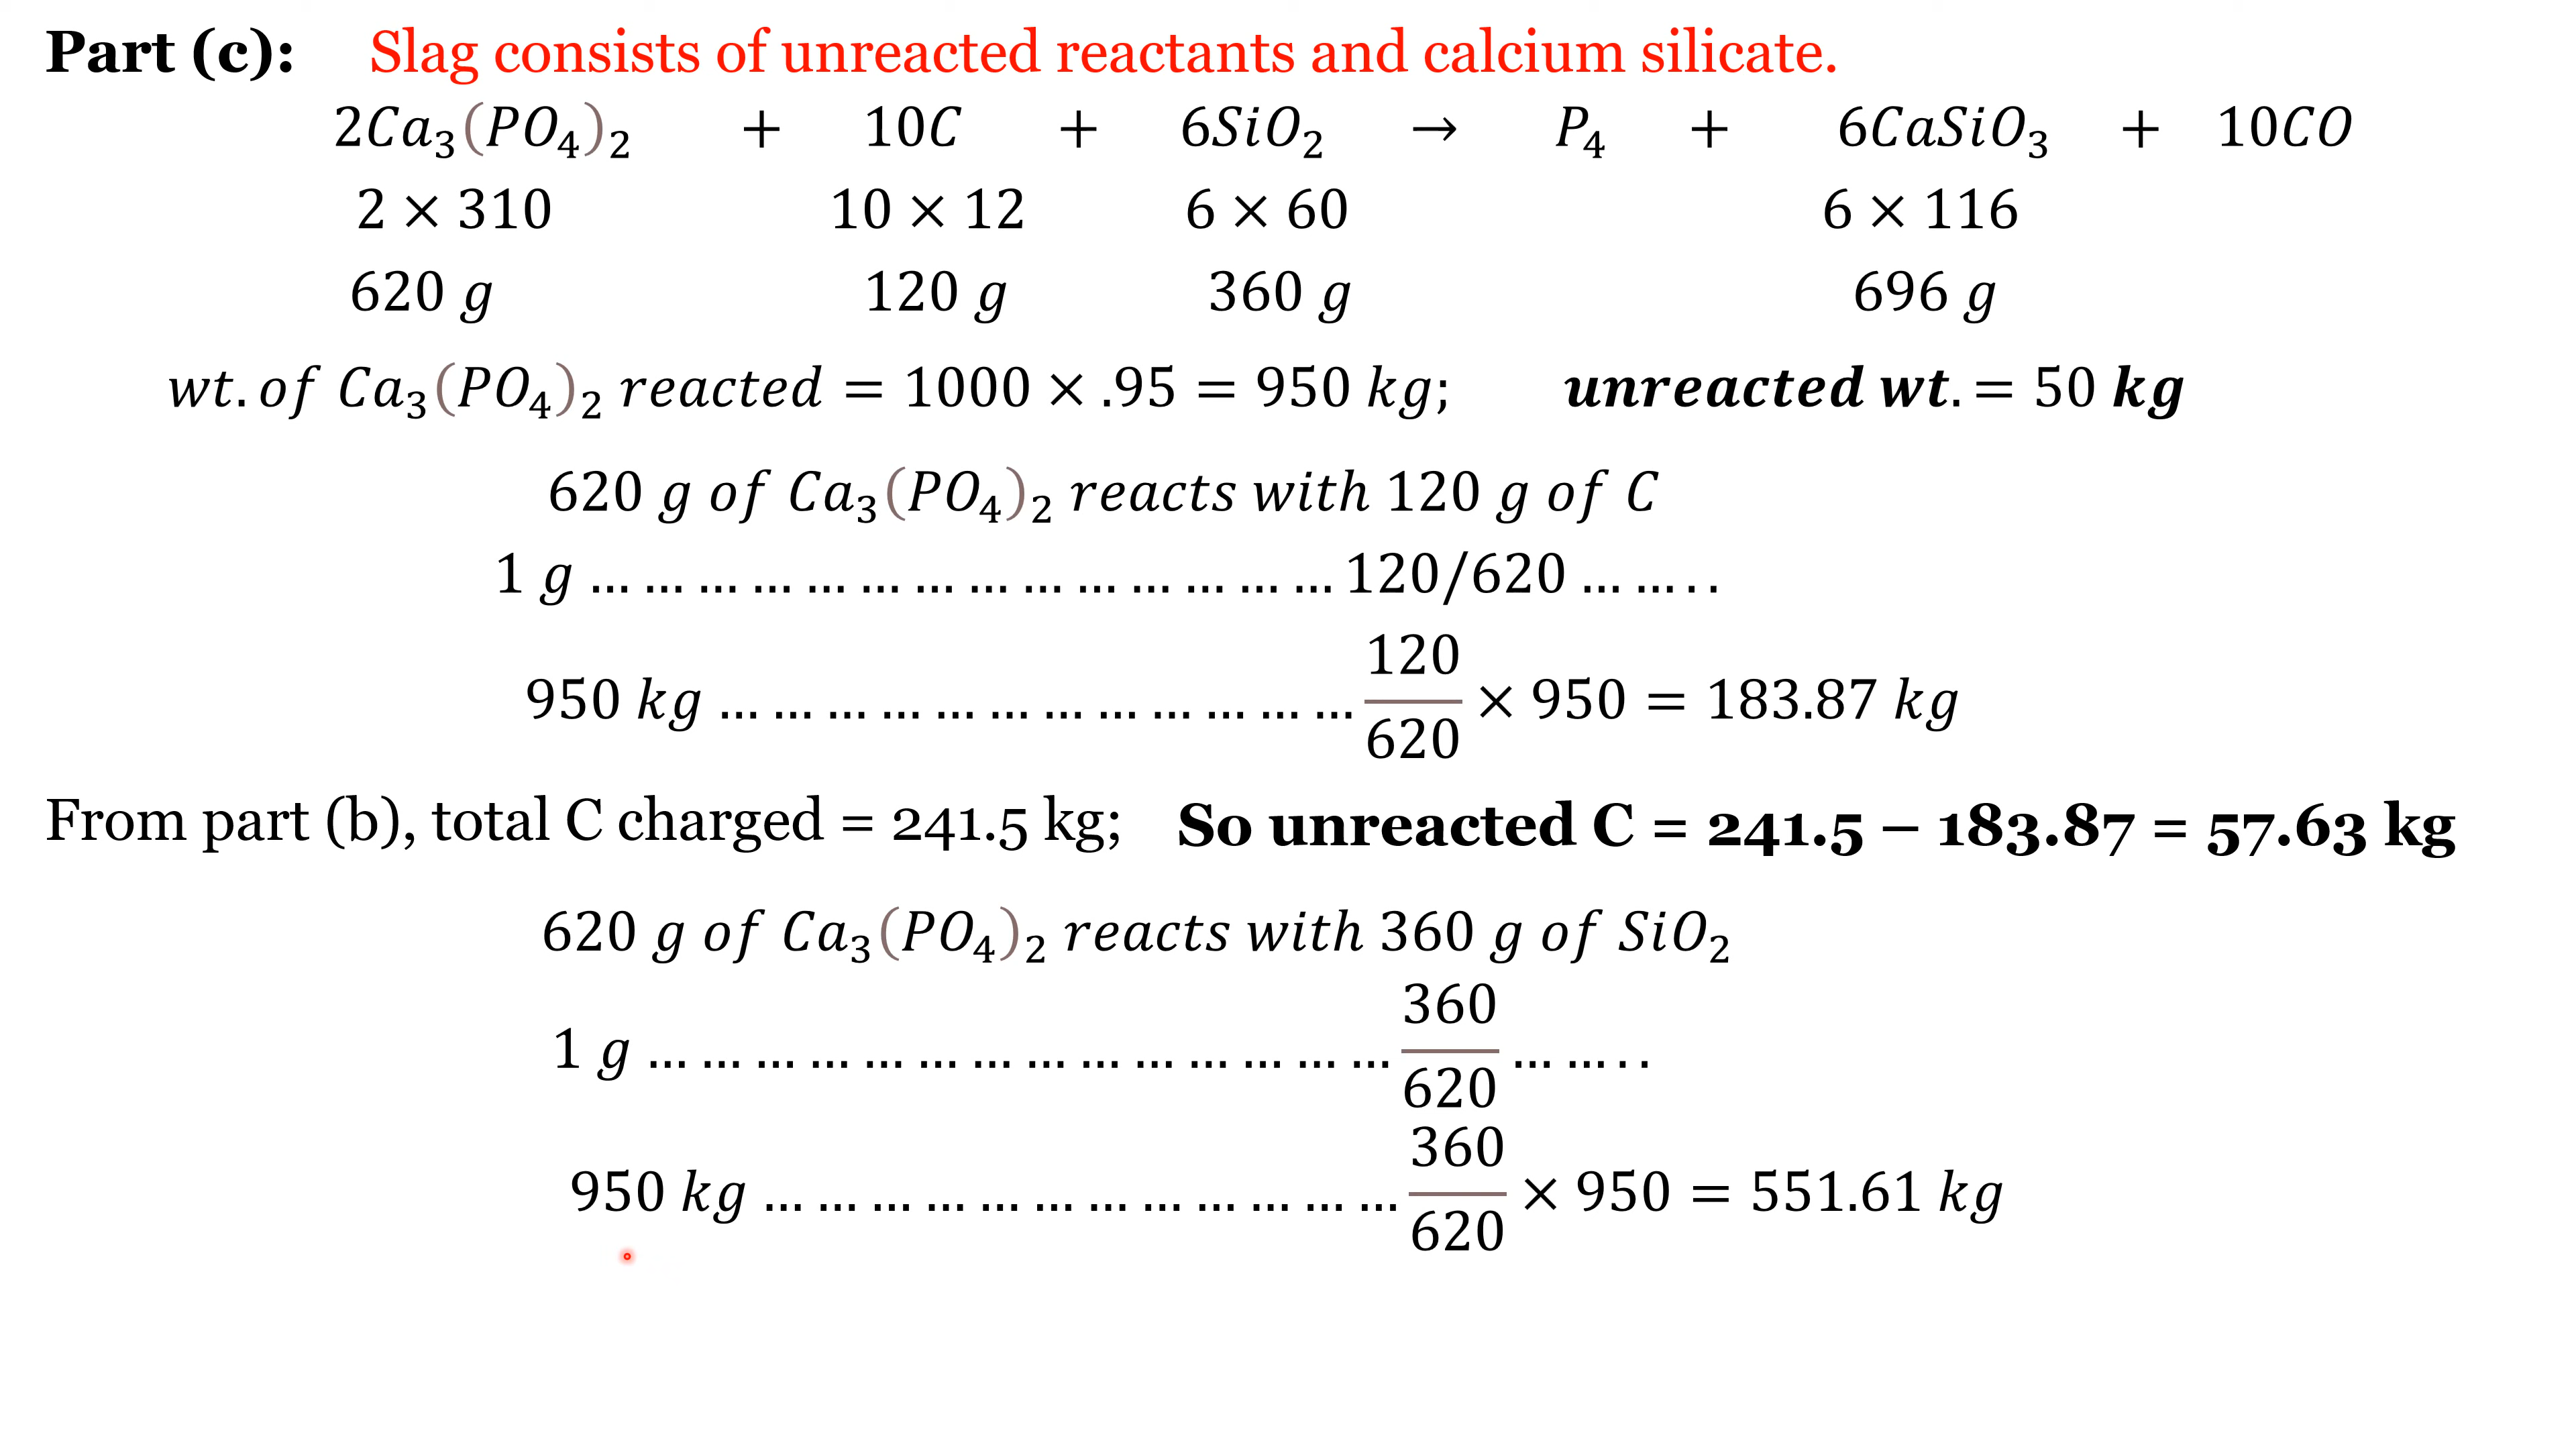 Part (c): Slag consists of unreacted reactants and calcium silicate.
2Ca₃(PO₄)₂ + 10C + 6SiO₂ → P₄ + 6CaSiO₃ + 10CO
2 × 310 10 × 12 6 × 60 6 × 116
620 g 120 g 360 g 696 g
wt. of Ca₃(PO₄)₂ reacted = 1000 × .95 = 950 kg; unreacted wt. = 50 kg
620 g of Ca₃(PO₄)₂ reacts with 120 g of C
1 g … … … … … … … … … … … … … … 120/620 … … . .
950 kg … … … … … … … … … … … … 120/620 × 950 = 183.87 kg
From part (b), total C charged = 241.5 kg; So unreacted C = 241.5 – 183.87 = 57.63 kg
620 g of Ca₃(PO₄)₂ reacts with 360 g of SiO₂
1 g … … … … … … … … … … … … … … 360/620 … … . .
950 kg … … … … … … … … … … … … 360/620 × 950 = 551.61 kg